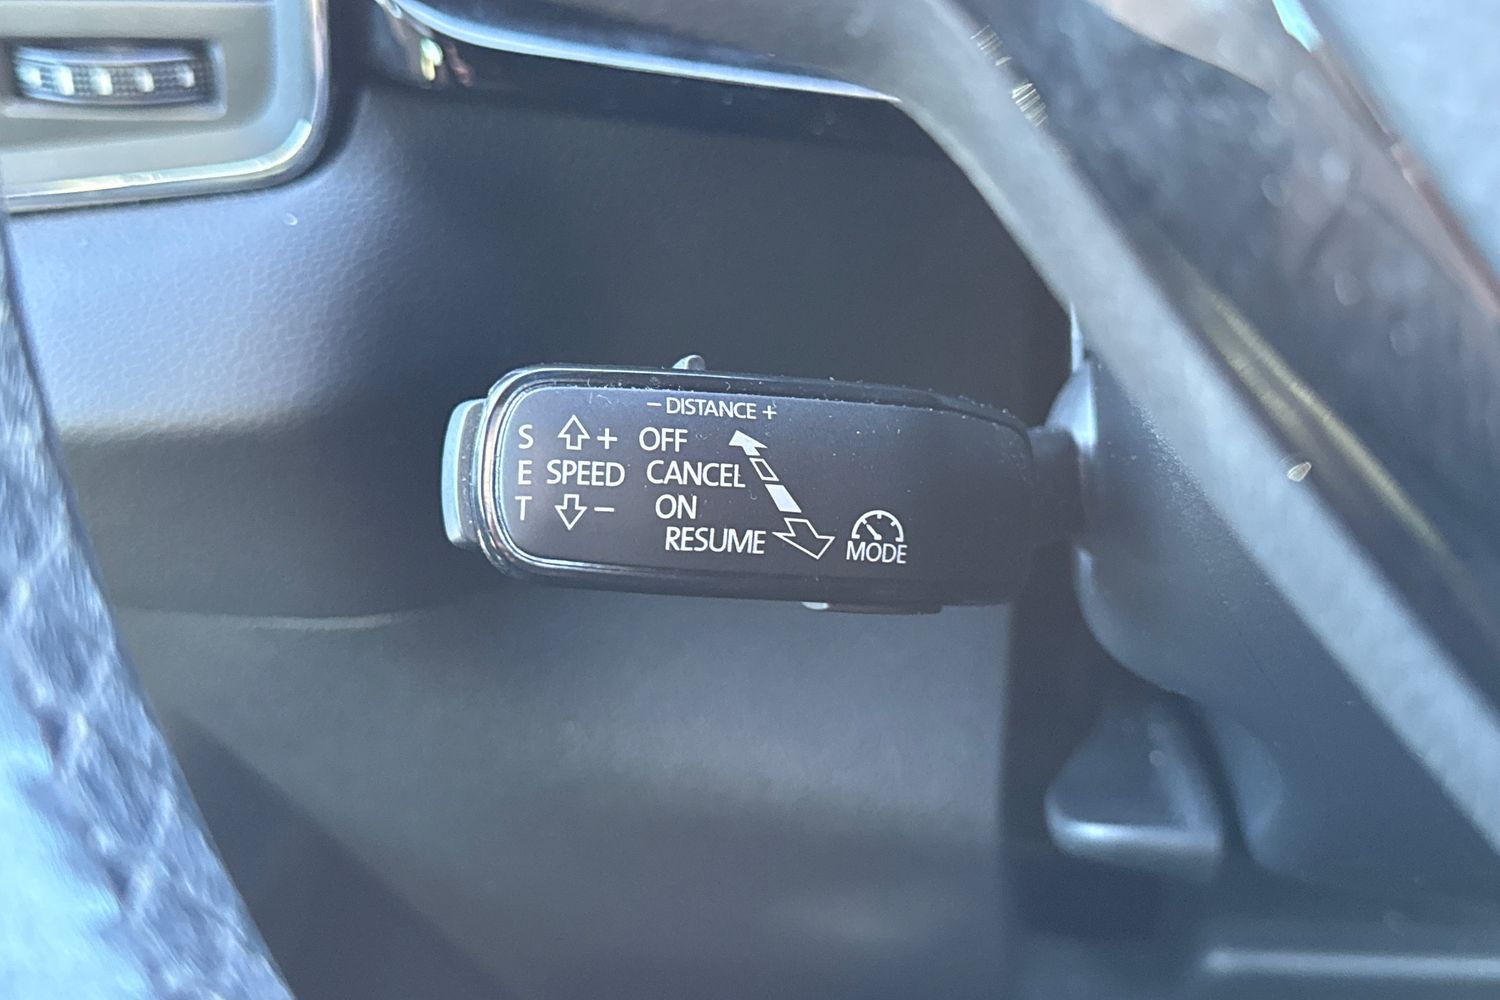 − DISTANCE +
S + OFF
E SPEED CANCEL
T − ON
RESUME
MODE